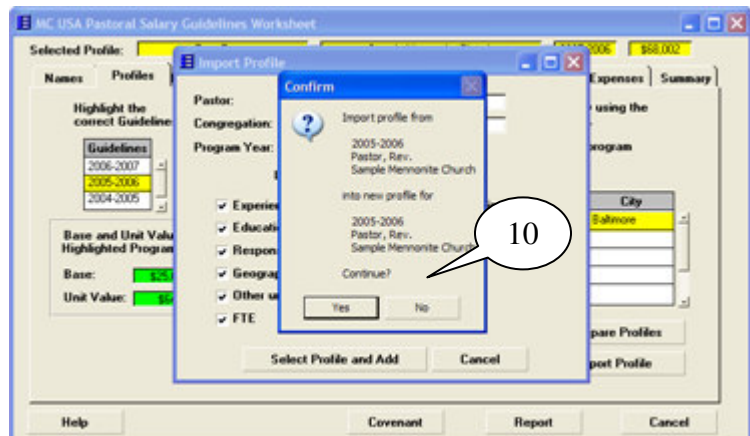 MC USA Pastoral Salary Guidelines Worksheet
Selected Profile: 2006 $68,002
Names Profiles Expenses Summary
Highlight the
correct Guideline
Guidelines
2006-2007
2005-2006
2004-2005
Base and Unit Valu
Highlighted Program
Base:
Unit Value:
Import Profile
Pastor:
Congregation:
Program Year:
Experie
Educati
Respon
Geograp
Other u
FTE
Select Profile and Add Cancel
Confirm
Import profile from
2005-2006
Pastor, Rev.
Sample Mennonite Church
into new profile for
2005-2006
Pastor, Rev.
Sample Mennonite Church
Continue?
Yes No
10
using the
program
City
Baltimore
pare Profiles
port Profile
Help Covenant Report Cancel